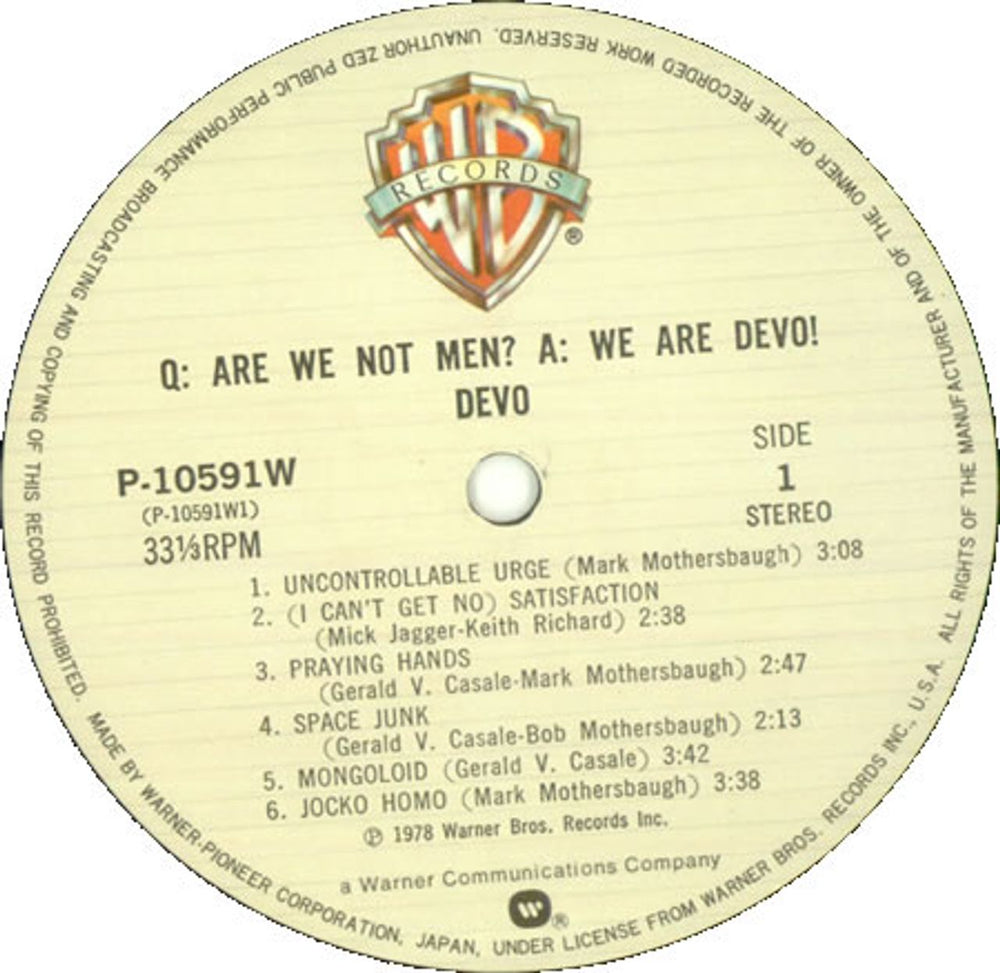 WB
RECORDS
®
Q: ARE WE NOT MEN? A: WE ARE DEVO!
DEVO
P-10591W
(P-10591W1)
33⅓RPM
SIDE
1
STEREO
1. UNCONTROLLABLE URGE (Mark Mothersbaugh) 3:08
2. (I CAN'T GET NO) SATISFACTION
(Mick Jagger-Keith Richard) 2:38
3. PRAYING HANDS
(Gerald V. Casale-Mark Mothersbaugh) 2:47
4. SPACE JUNK
(Gerald V. Casale-Bob Mothersbaugh) 2:13
5. MONGOLOID (Gerald V. Casale) 3:42
6. JOCKO HOMO (Mark Mothersbaugh) 3:38
℗ 1978 Warner Bros. Records Inc.
a Warner Communications Company
W ®
MADE BY WARNER-PIONEER CORPORATION, JAPAN, UNDER LICENSE FROM WARNER BROS. RECORDS INC., U.S.A. ALL RIGHTS OF THE MANUFACTURER AND OF THE OWNER OF THE RECORDED WORK RESERVED. UNAUTHOR ZED PUBLIC PERFORMANCE BROADCASTING AND COPYING OF THIS RECORD PROHIBITED.